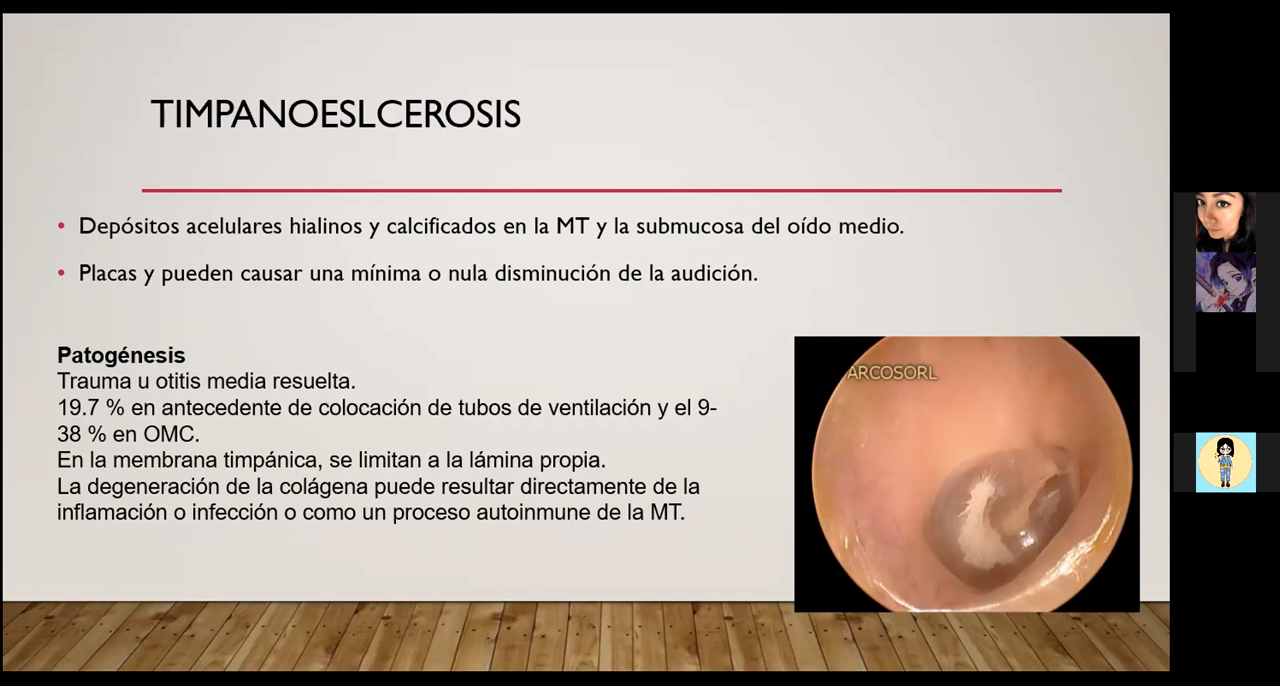 TIMPANOESLCEROSIS
• Depósitos acelulares hialinos y calcificados en la MT y la submucosa del oído medio.
• Placas y pueden causar una mínima o nula disminución de la audición.
Patogénesis
Trauma u otitis media resuelta.
19.7 % en antecedente de colocación de tubos de ventilación y el 9-
38 % en OMC.
En la membrana timpánica, se limitan a la lámina propia.
La degeneración de la colágena puede resultar directamente de la
inflamación o infección o como un proceso autoinmune de la MT.
ARCOSORL